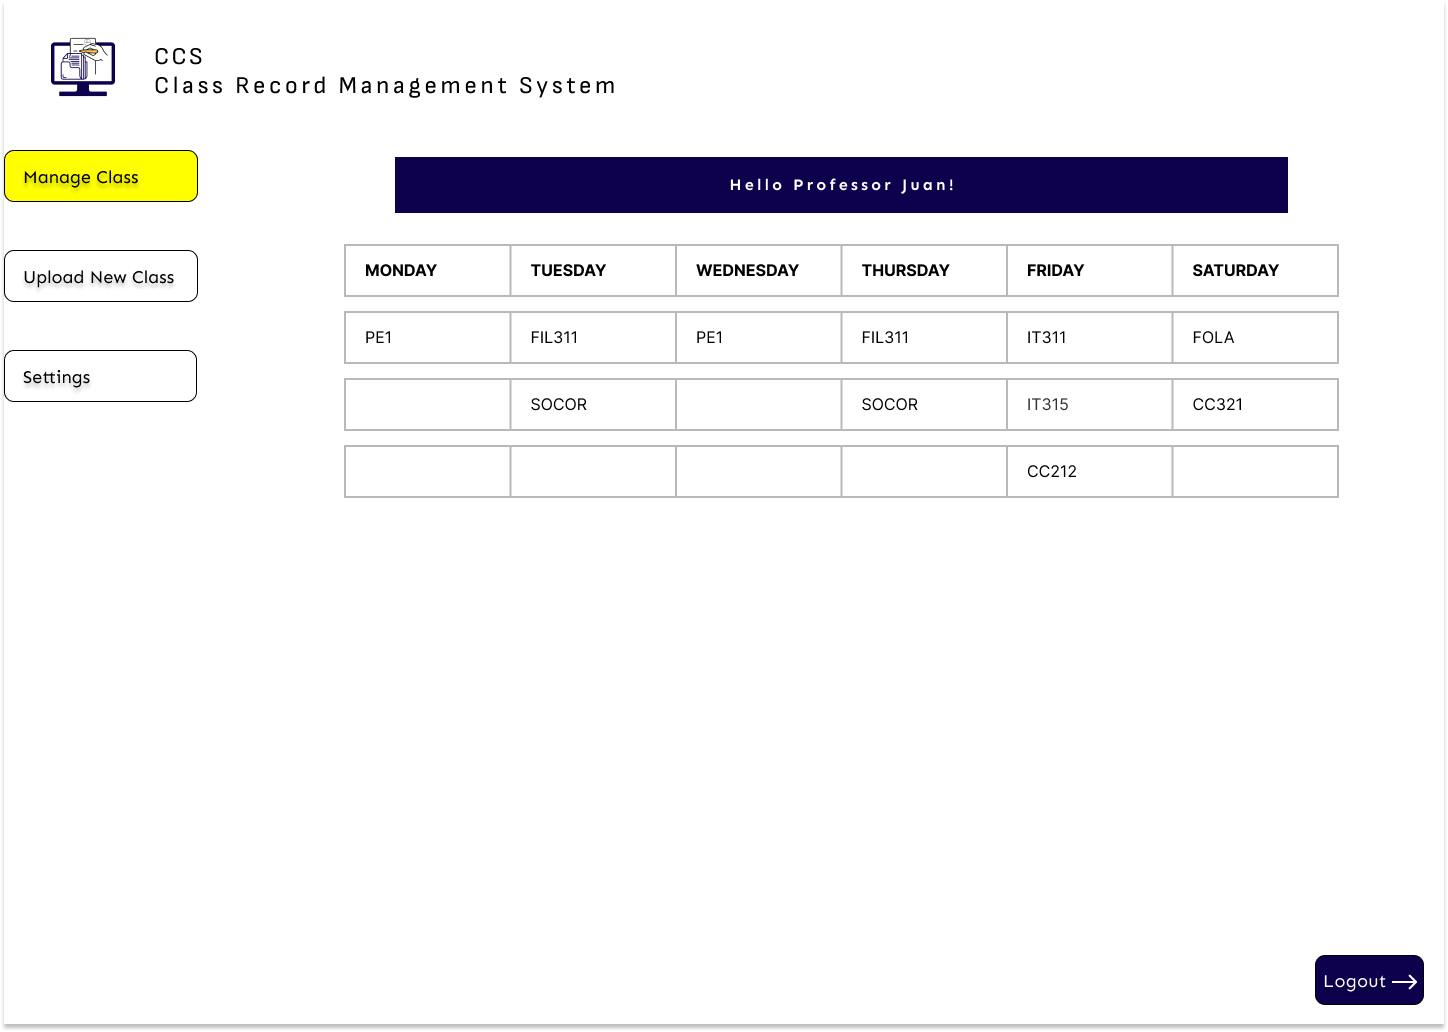 CCS
Class Record Management System
Manage Class
Hello Professor Juan!
MONDAY TUESDAY WEDNESDAY THURSDAY FRIDAY SATURDAY
Upload New Class
PE1 FIL311 PE1 FIL311 IT311 FOLA
Settings
SOCOR SOCOR IT315 CC321
CC212
Logout